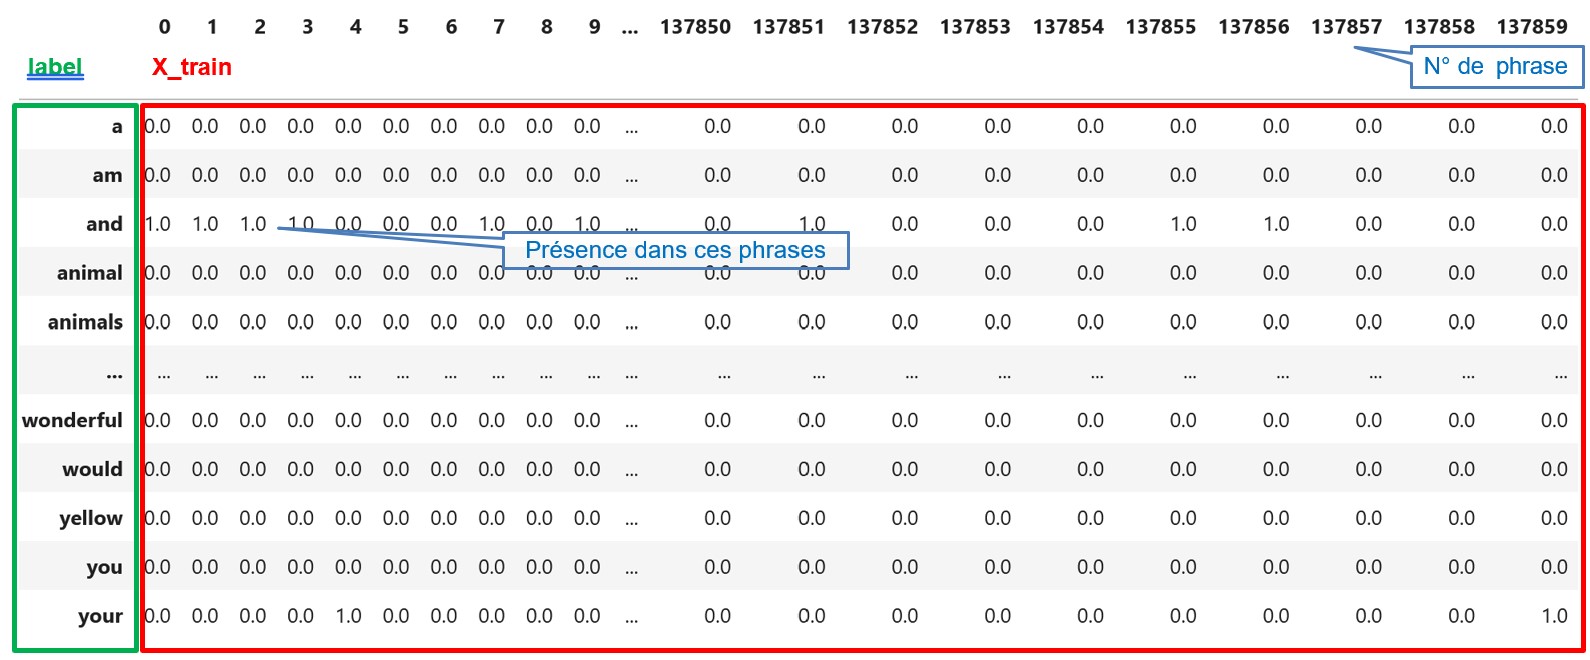 0 1 2 3 4 5 6 7 8 9 ... 137850 137851 137852 137853 137854 137855 137856 137857 137858 137859
label X_train N° de phrase
a 0.0 0.0 0.0 0.0 0.0 0.0 0.0 0.0 0.0 0.0 ... 0.0 0.0 0.0 0.0 0.0 0.0 0.0 0.0 0.0 0.0
am 0.0 0.0 0.0 0.0 0.0 0.0 0.0 0.0 0.0 0.0 ... 0.0 0.0 0.0 0.0 0.0 0.0 0.0 0.0 0.0 0.0
and 1.0 1.0 1.0 1.0 0.0 0.0 0.0 1.0 0.0 1.0 ... 0.0 1.0 0.0 0.0 0.0 1.0 1.0 0.0 0.0 0.0
Présence dans ces phrases
animal 0.0 0.0 0.0 0.0 0.0 0.0 0.0 0.0 0.0 0.0 ... 0.0 0.0 0.0 0.0 0.0 0.0 0.0 0.0 0.0 0.0
animals 0.0 0.0 0.0 0.0 0.0 0.0 0.0 0.0 0.0 0.0 ... 0.0 0.0 0.0 0.0 0.0 0.0 0.0 0.0 0.0 0.0
... ... ... ... ... ... ... ... ... ... ... ... ... ... ... ... ... ... ... ... ... ...
wonderful 0.0 0.0 0.0 0.0 0.0 0.0 0.0 0.0 0.0 0.0 ... 0.0 0.0 0.0 0.0 0.0 0.0 0.0 0.0 0.0 0.0
would 0.0 0.0 0.0 0.0 0.0 0.0 0.0 0.0 0.0 0.0 ... 0.0 0.0 0.0 0.0 0.0 0.0 0.0 0.0 0.0 0.0
yellow 0.0 0.0 0.0 0.0 0.0 0.0 0.0 0.0 0.0 0.0 ... 0.0 0.0 0.0 0.0 0.0 0.0 0.0 0.0 0.0 0.0
you 0.0 0.0 0.0 0.0 0.0 0.0 0.0 0.0 0.0 0.0 ... 0.0 0.0 0.0 0.0 0.0 0.0 0.0 0.0 0.0 0.0
your 0.0 0.0 0.0 0.0 1.0 0.0 0.0 0.0 0.0 0.0 ... 0.0 0.0 0.0 0.0 0.0 0.0 0.0 0.0 0.0 1.0